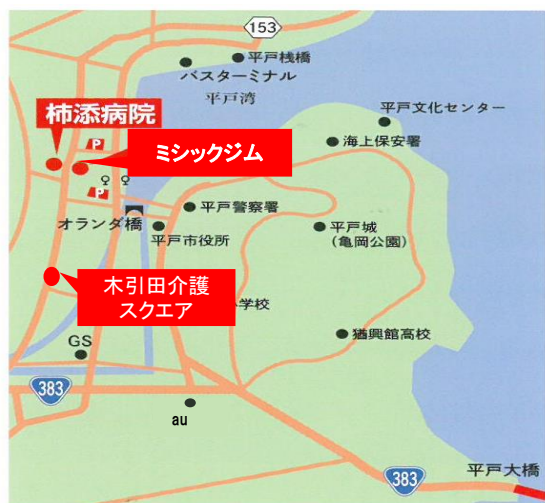 153
平戸桟橋
バスターミナル
平戸湾
平戸文化センター
柿添病院
P
ミシックジム
海上保安署
P
オランダ橋
平戸警察署
平戸市役所
平戸城
(亀岡公園)
木引田介護
スクエア
学校
猶興館高校
GS
383
au
383
平戸大橋